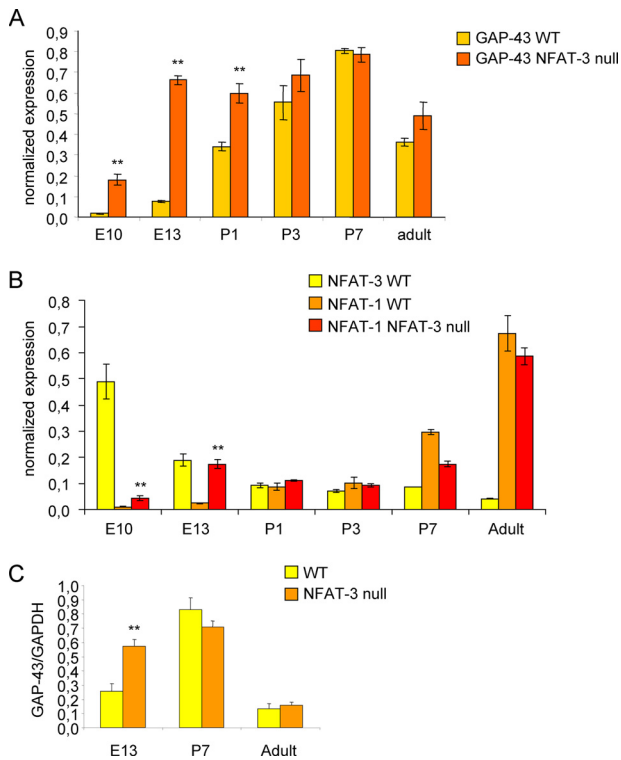 A
GAP-43 WT
GAP-43 NFAT-3 null
normalized expression
0,9
0,8
0,7
0,6
0,5
0,4
0,3
0,2
0,1
0,0
**
**
**
E10 E13 P1 P3 P7 adult
B
NFAT-3 WT
NFAT-1 WT
NFAT-1 NFAT-3 null
normalized expression
0,8
0,7
0,6
0,5
0,4
0,3
0,2
0,1
0,0
**
**
E10 E13 P1 P3 P7 Adult
C
WT
NFAT-3 null
GAP-43/GAPDH
1,0
0,9
0,8
0,7
0,6
0,5
0,4
0,3
0,2
0,1
0,0
**
E13 P7 Adult